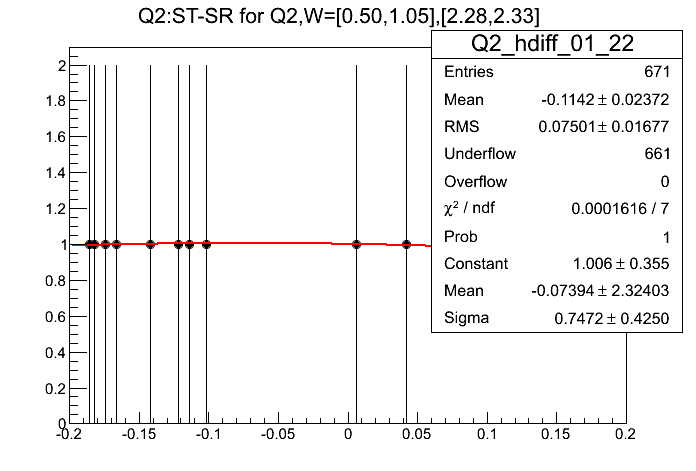 Q2:ST-SR for Q2,W=[0.50,1.05],[2.28,2.33]
Q2_hdiff_01_22
Entries 671
Mean -0.1142 ± 0.02372
RMS 0.07501 ± 0.01677
Underflow 661
Overflow 0
χ² / ndf 0.0001616 / 7
Prob 1
Constant 1.006 ± 0.355
Mean -0.07394 ± 2.32403
Sigma 0.7472 ± 0.4250
2
1.8
1.6
1.4
1.2
1
0.8
0.6
0.4
0.2
0
-0.2 -0.15 -0.1 -0.05 0 0.05 0.1 0.15 0.2